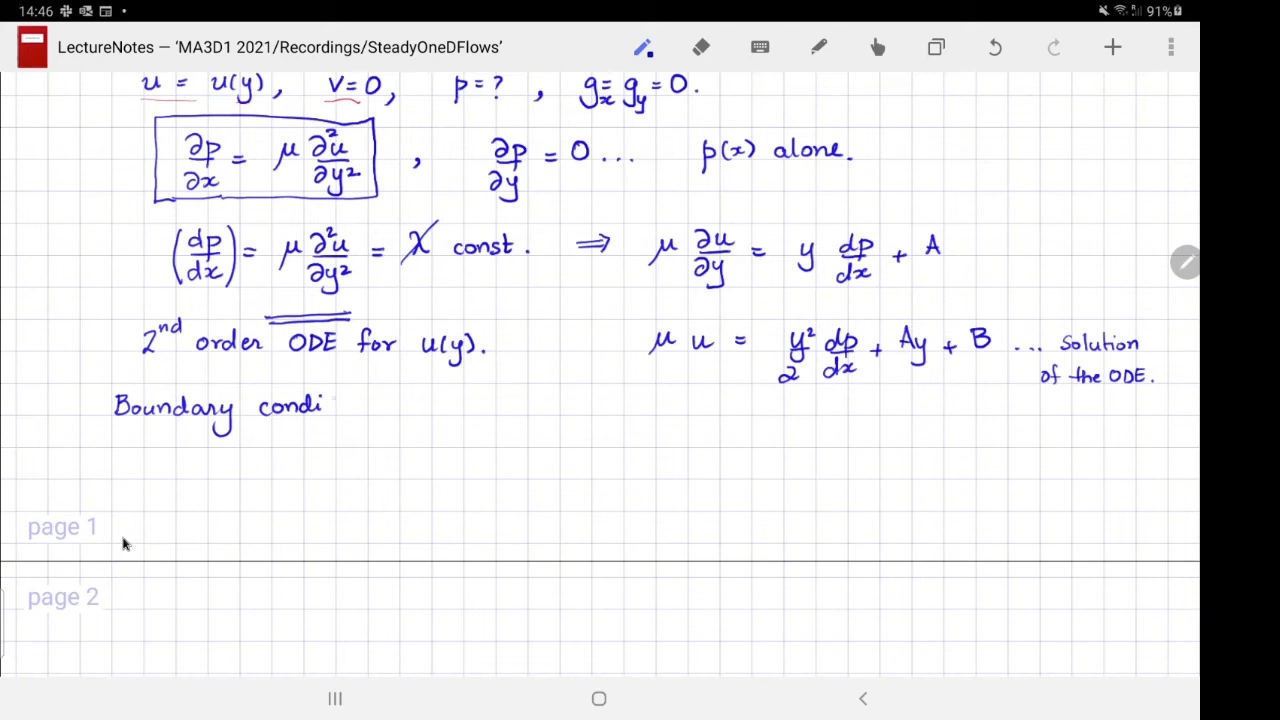 14:46 91%
LectureNotes — ‘MA3D1 2021/Recordings/SteadyOneDFlows’
u = u(y), v=0, p=?, g_x = g_y = 0.
∂p/∂x = μ ∂²u/∂y², ∂p/∂y = 0... p(x) alone.
(dp/dx) = μ ∂²u/∂y² = const. ⟹ μ ∂u/∂y = y dp/dx + A
2nd order ODE for u(y). μ u = y²/2 dp/dx + Ay + B ... solution
of the ODE.
Boundary condi
page 1
page 2